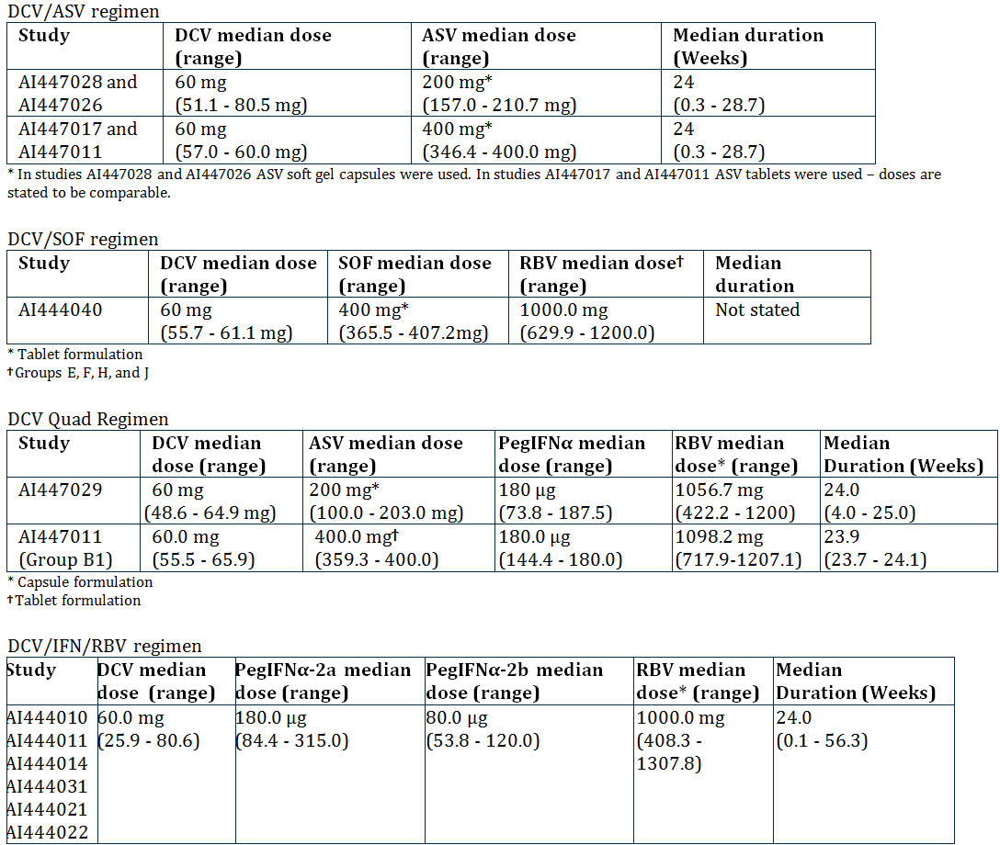 DCV/ASV regimen
Study DCV median dose (range) ASV median dose (range) Median duration (Weeks)
AI447028 and AI447026 60 mg (51.1 - 80.5 mg) 200 mg* (157.0 - 210.7 mg) 24 (0.3 - 28.7)
AI447017 and AI447011 60 mg (57.0 - 60.0 mg) 400 mg* (346.4 - 400.0 mg) 24 (0.3 - 28.7)
* In studies AI447028 and AI447026 ASV soft gel capsules were used. In studies AI447017 and AI447011 ASV tablets were used – doses are
stated to be comparable.
DCV/SOF regimen
Study DCV median dose (range) SOF median dose (range) RBV median dose† (range) Median duration
AI444040 60 mg (55.7 - 61.1 mg) 400 mg* (365.5 - 407.2mg) 1000.0 mg (629.9 - 1200.0) Not stated
* Tablet formulation
†Groups E, F, H, and J
DCV Quad Regimen
Study DCV median dose (range) ASV median dose (range) PegIFNα median dose (range) RBV median dose* (range) Median Duration (Weeks)
AI447029 60 mg (48.6 - 64.9 mg) 200 mg* (100.0 - 203.0 mg) 180 µg (73.8 - 187.5) 1056.7 mg (422.2 - 1200) 24.0 (4.0 - 25.0)
AI447011 (Group B1) 60.0 mg (55.5 - 65.9) 400.0 mg† (359.3 - 400.0) 180.0 µg (144.4 - 180.0) 1098.2 mg (717.9-1207.1) 23.9 (23.7 - 24.1)
* Capsule formulation
†Tablet formulation
DCV/IFN/RBV regimen
Study DCV median dose (range) PegIFNα-2a median dose (range) PegIFNα-2b median dose (range) RBV median dose* (range) Median Duration (Weeks)
AI444010 60.0 mg 180.0 µg 80.0 µg 1000.0 mg 24.0
AI444011 (25.9 - 80.6) (84.4 - 315.0) (53.8 - 120.0) (408.3 - (0.1 - 56.3)
AI444014 1307.8)
AI444031
AI444021
AI444022